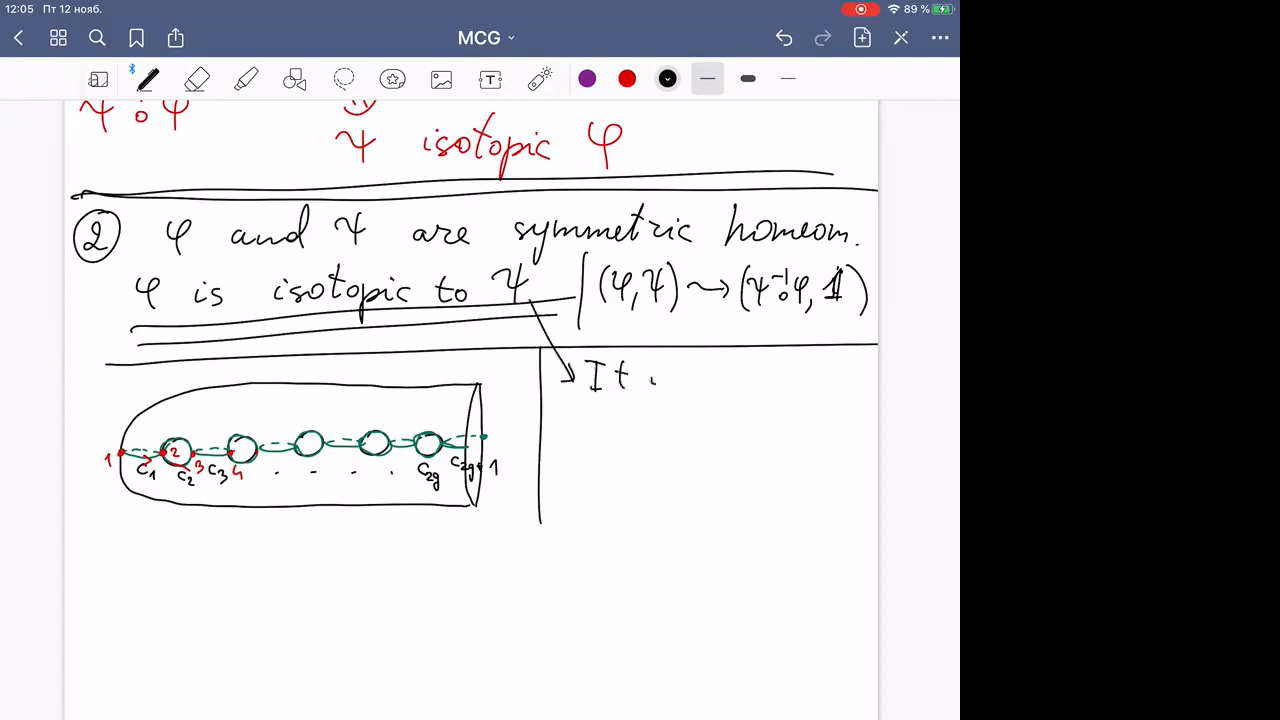 12:05 Пт 12 нояб.
89 %
MCG
ψ ∘ φ
ψ isotopic φ
② φ and ψ are symmetric homeom.
φ is isotopic to ψ | (φ, ψ) ⇝ (ψ⁻¹∘φ, 1)
It
1 2 3 4
c₁ c₂ c₃ . . . . c₂g c₂g+1